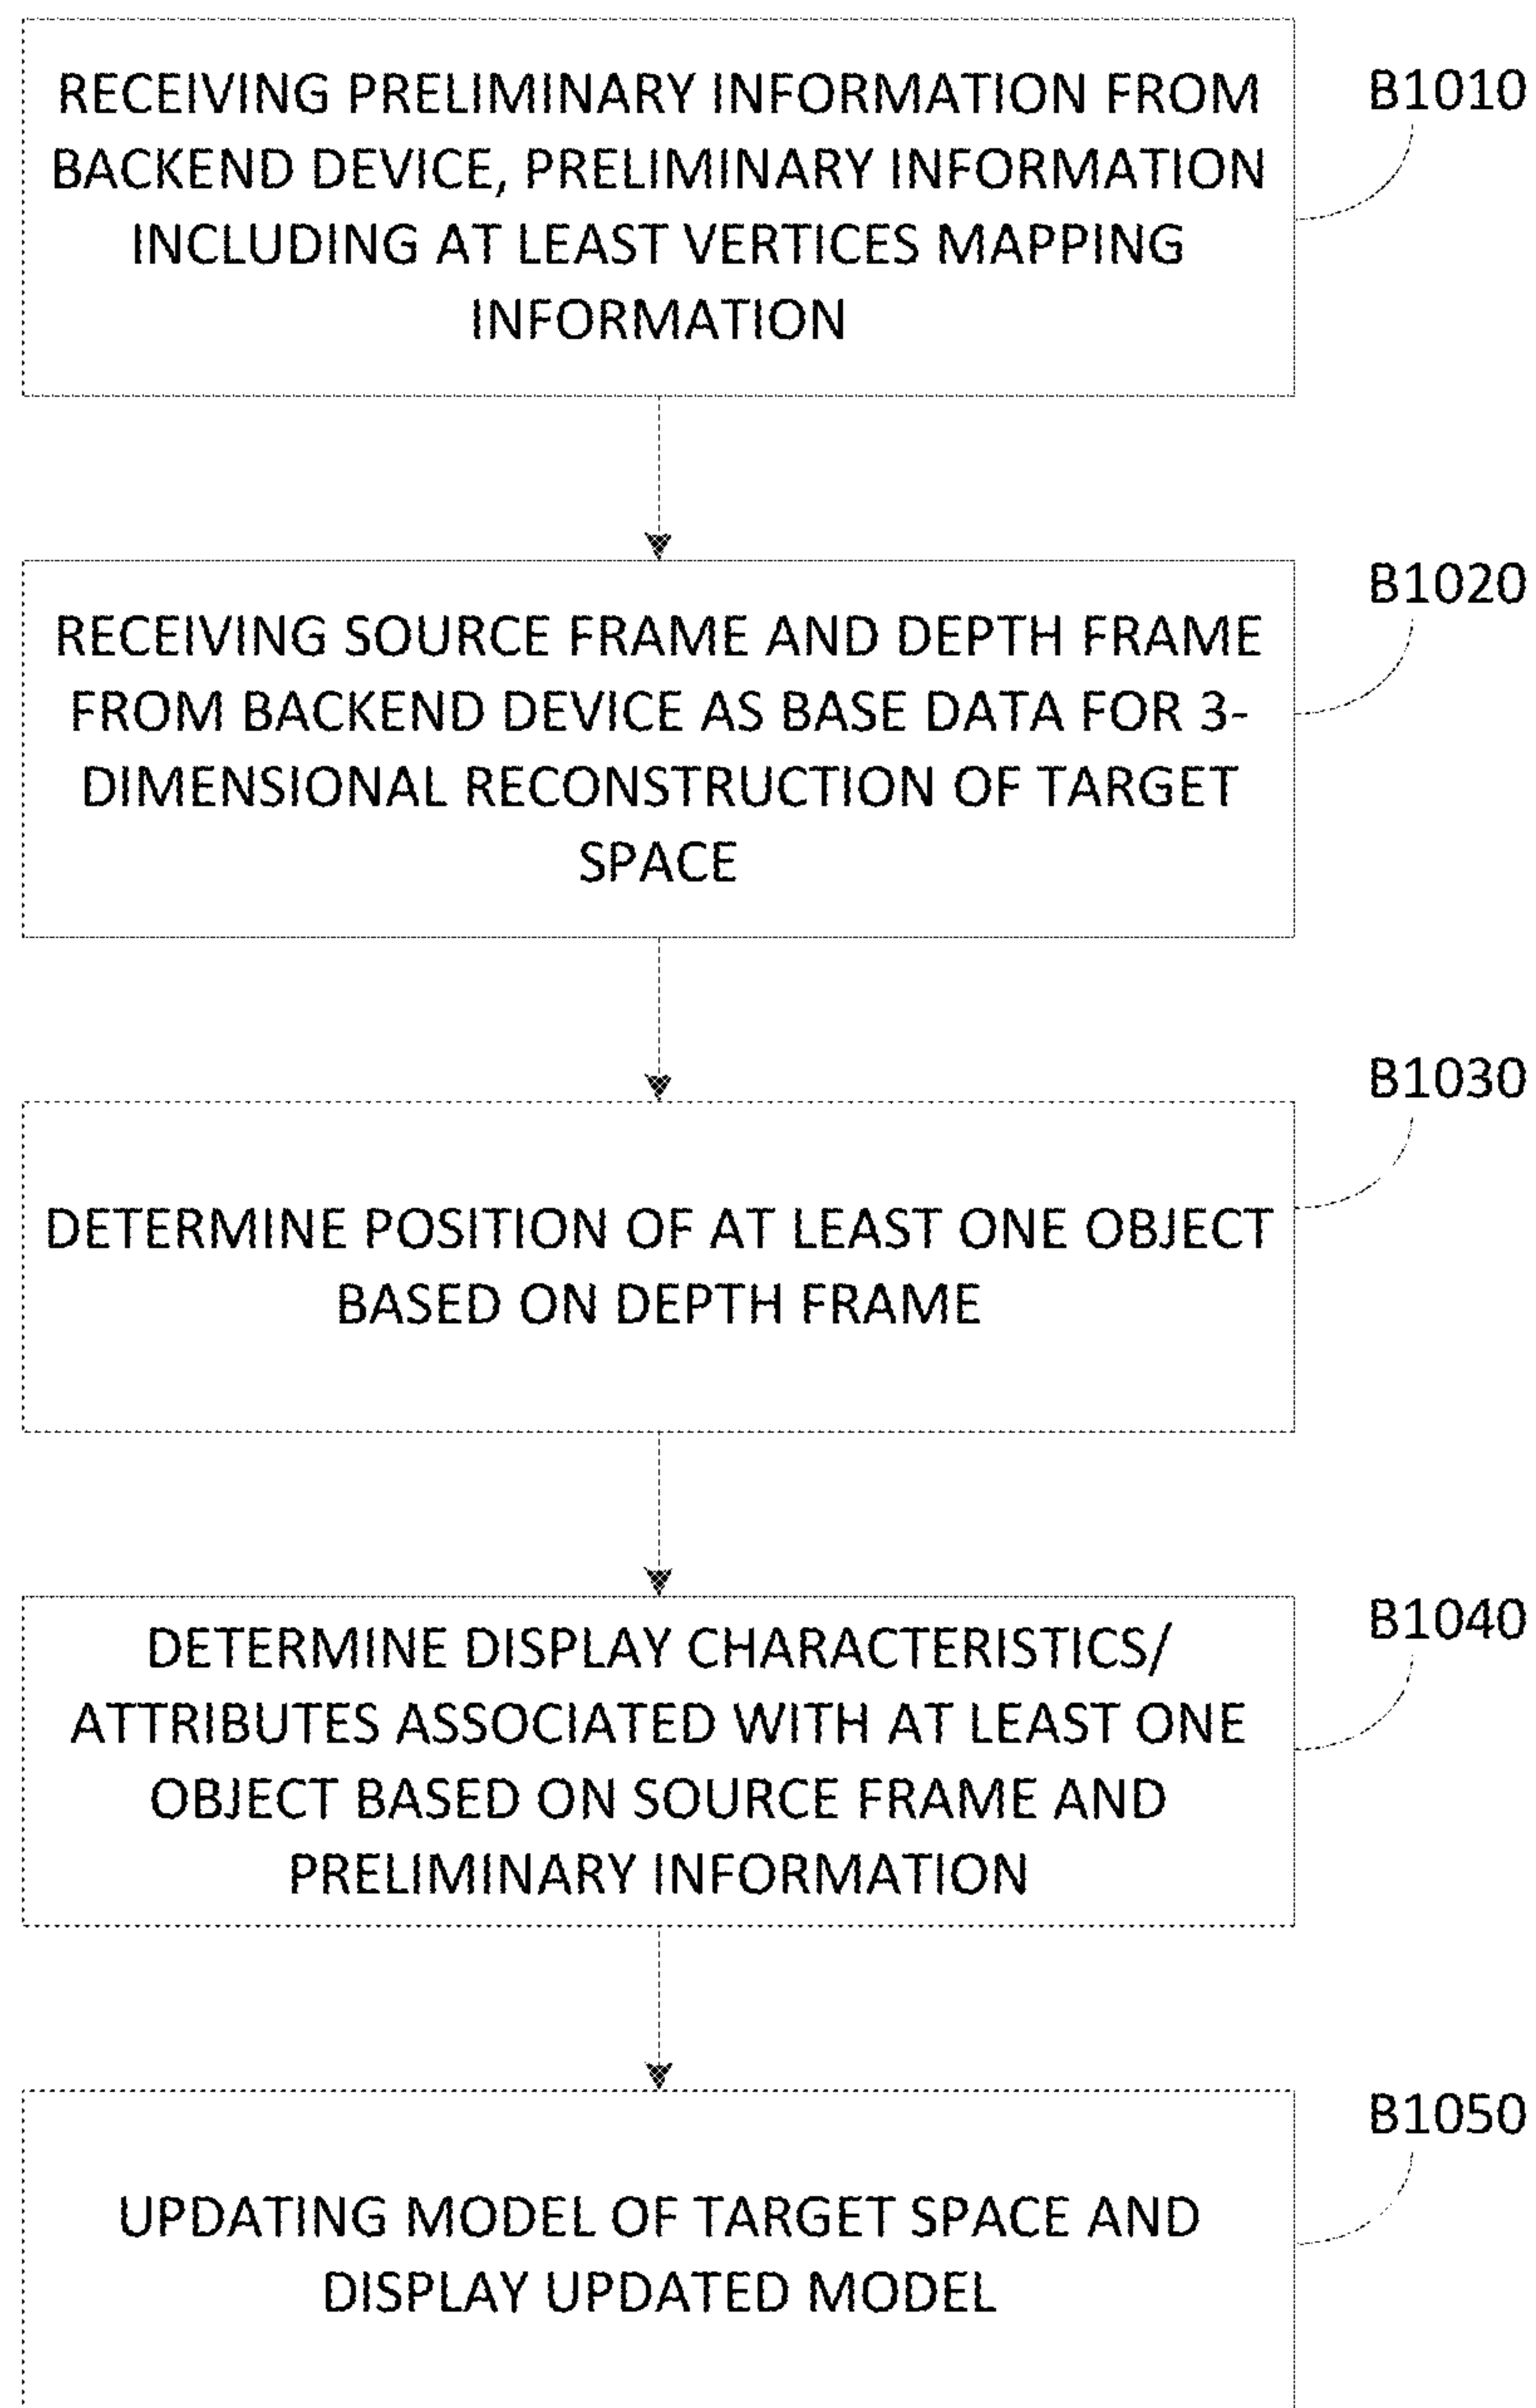 RECEIVING PRELIMINARY INFORMATION FROM
BACKEND DEVICE, PRELIMINARY INFORMATION
INCLUDING AT LEAST VERTICES MAPPING
INFORMATION
B1010
RECEIVING SOURCE FRAME AND DEPTH FRAME
FROM BACKEND DEVICE AS BASE DATA FOR 3-
DIMENSIONAL RECONSTRUCTION OF TARGET
SPACE
B1020
DETERMINE POSITION OF AT LEAST ONE OBJECT
BASED ON DEPTH FRAME
B1030
DETERMINE DISPLAY CHARACTERISTICS/
ATTRIBUTES ASSOCIATED WITH AT LEAST ONE
OBJECT BASED ON SOURCE FRAME AND
PRELIMINARY INFORMATION
B1040
UPDATING MODEL OF TARGET SPACE AND
DISPLAY UPDATED MODEL
B1050